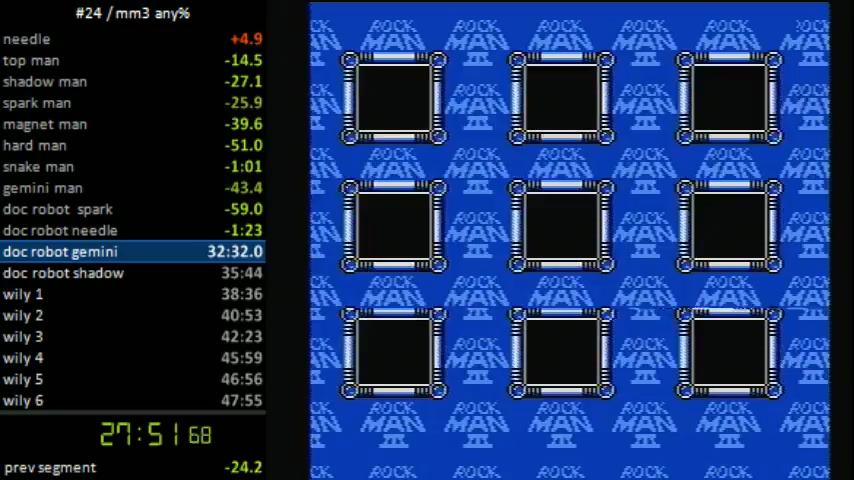 #24 / mm3 any%
needle +4.9
top man -14.5
shadow man -27.1
spark man -25.9
magnet man -39.6
hard man -51.0
snake man -1:01
gemini man -43.4
doc robot spark -59.0
doc robot needle -1:23
doc robot gemini 32:32.0
doc robot shadow 35:44
wily 1 38:36
wily 2 40:53
wily 3 42:23
wily 4 45:59
wily 5 46:56
wily 6 47:55
27:51 68
prev segment -24.2
ROCK MAN III